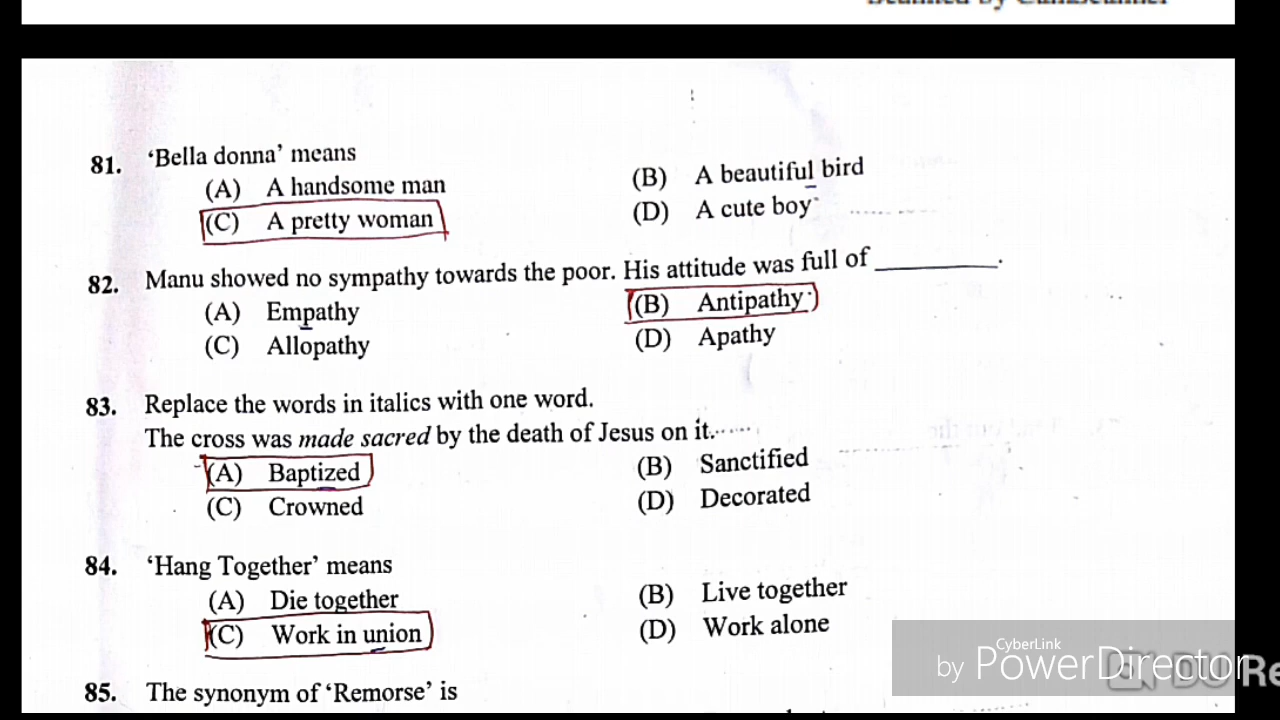 81. ‘Bella donna’ means
(A) A handsome man (B) A beautiful bird
(C) A pretty woman (D) A cute boy
82. Manu showed no sympathy towards the poor. His attitude was full of __________.
(A) Empathy (B) Antipathy
(C) Allopathy (D) Apathy
83. Replace the words in italics with one word.
The cross was made sacred by the death of Jesus on it.
(A) Baptized (B) Sanctified
(C) Crowned (D) Decorated
84. ‘Hang Together’ means
(A) Die together (B) Live together
(C) Work in union (D) Work alone
85. The synonym of ‘Remorse’ is
CyberLink
by PowerDirector